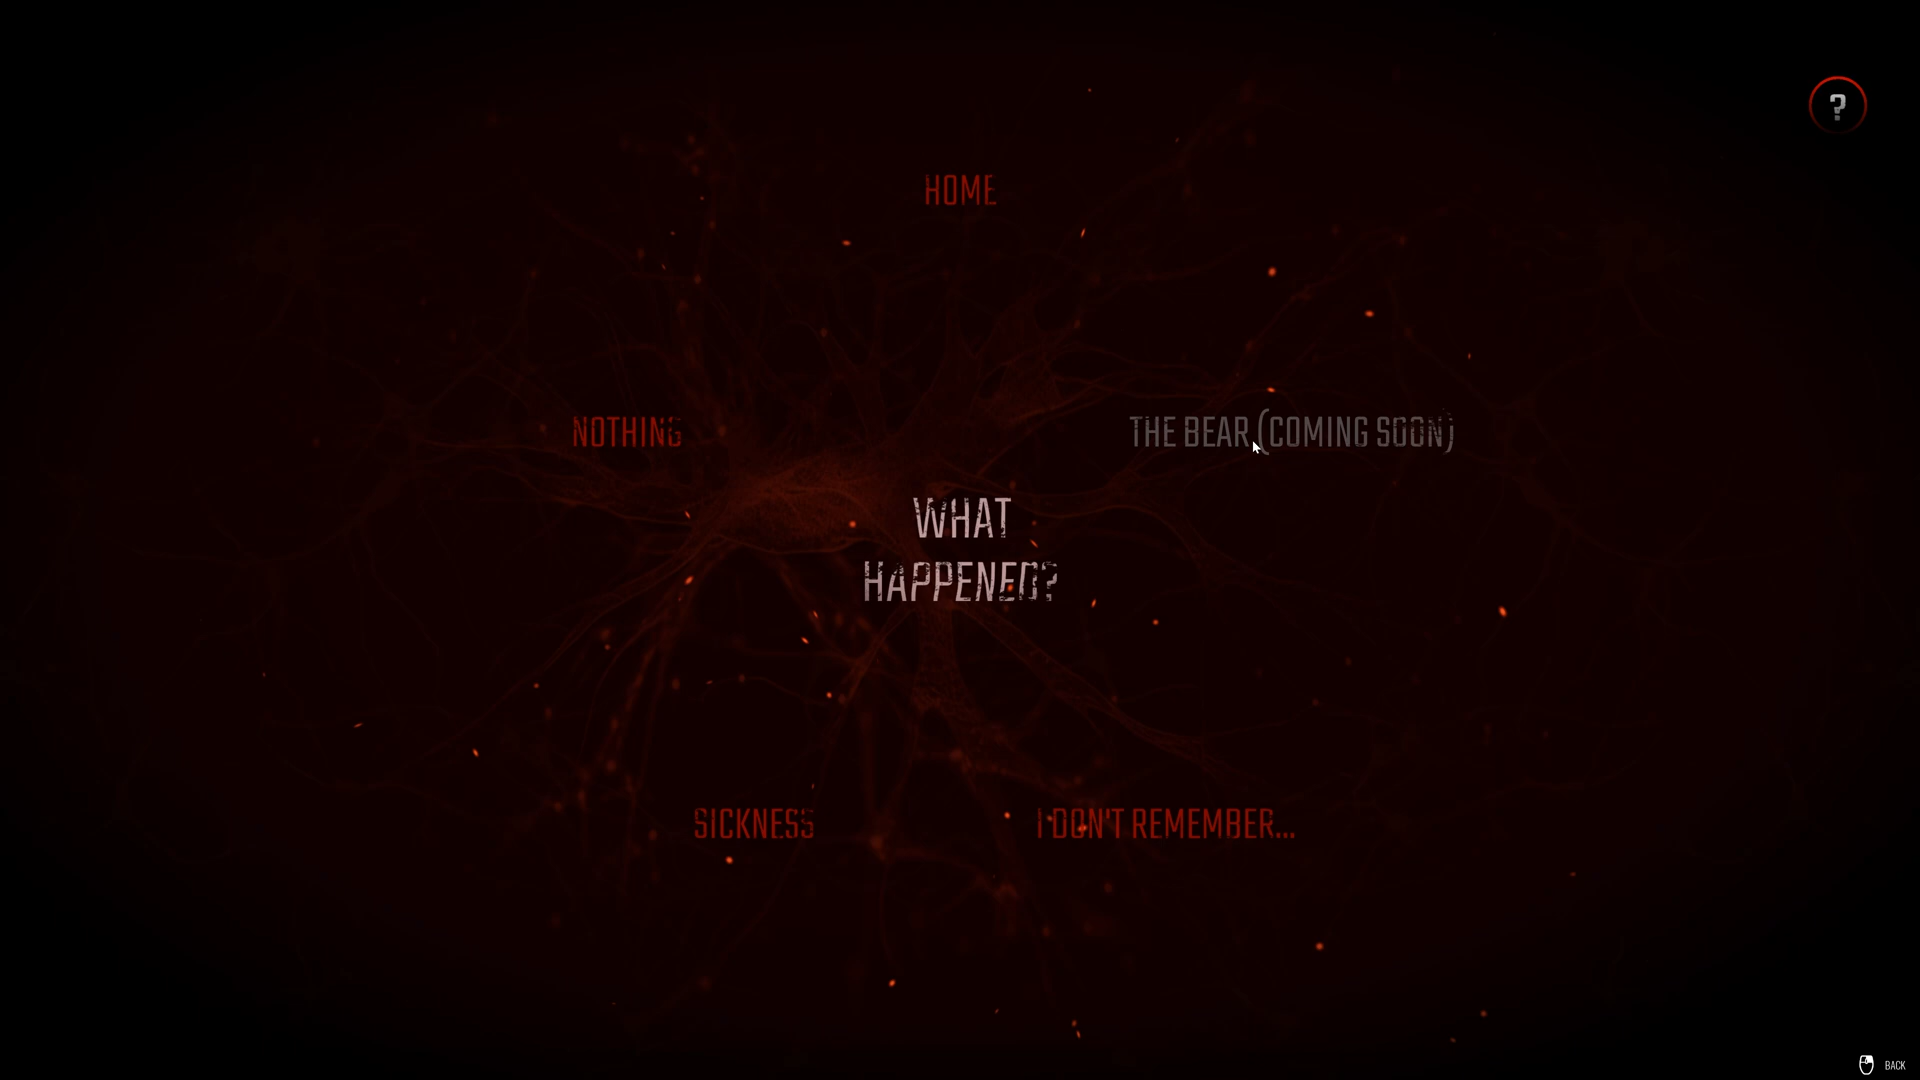 ?
HOME
NOTHING
THE BEAR (COMING SOON)
WHAT
HAPPENED?
SICKNESS
I DON'T REMEMBER...
BACK